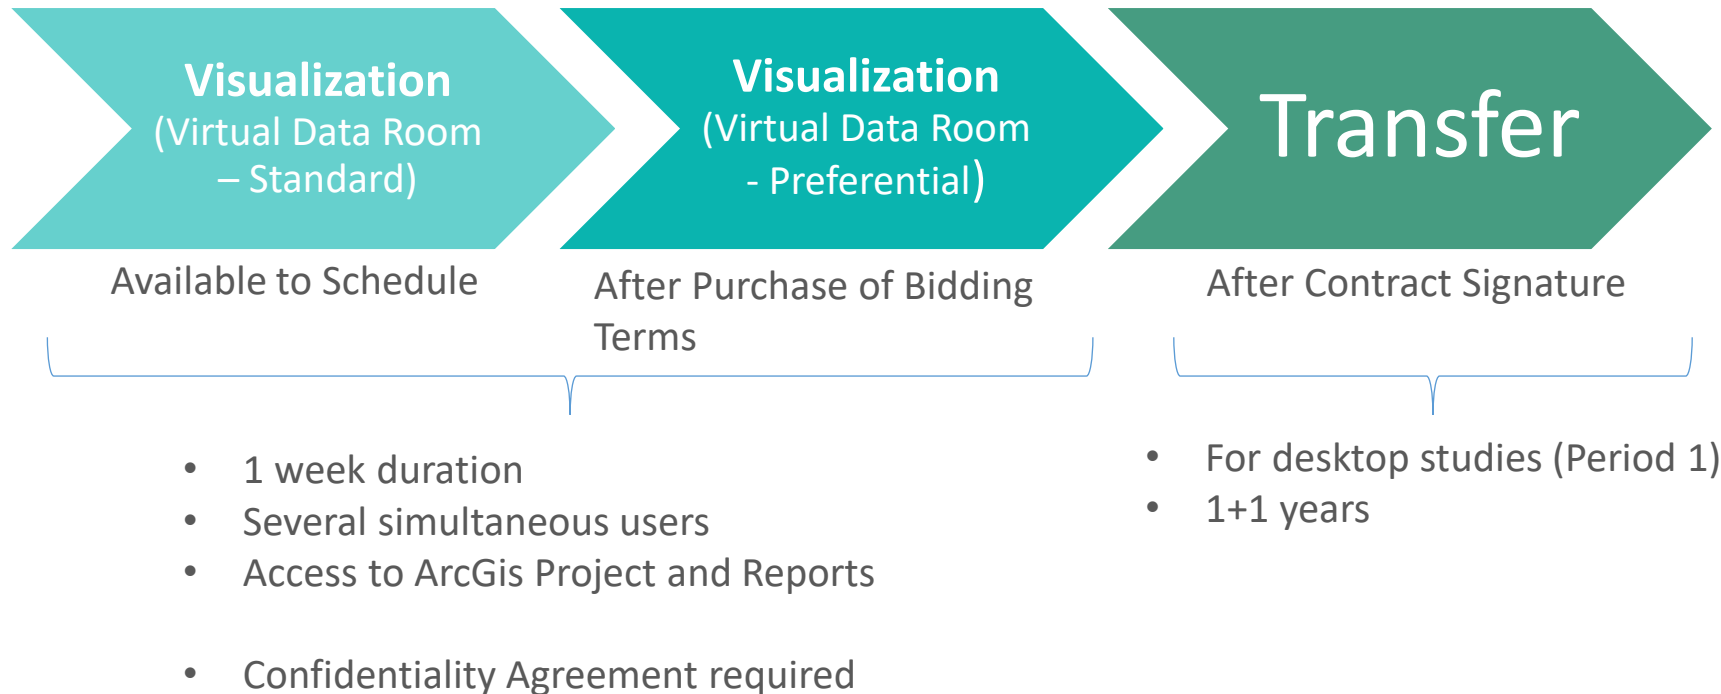 Visualization
(Virtual Data Room
– Standard)
Visualization
(Virtual Data Room
- Preferential)
Transfer
Available to Schedule
After Purchase of Bidding
Terms
After Contract Signature
• 1 week duration
• Several simultaneous users
• Access to ArcGis Project and Reports
• Confidentiality Agreement required
• For desktop studies (Period 1)
• 1+1 years